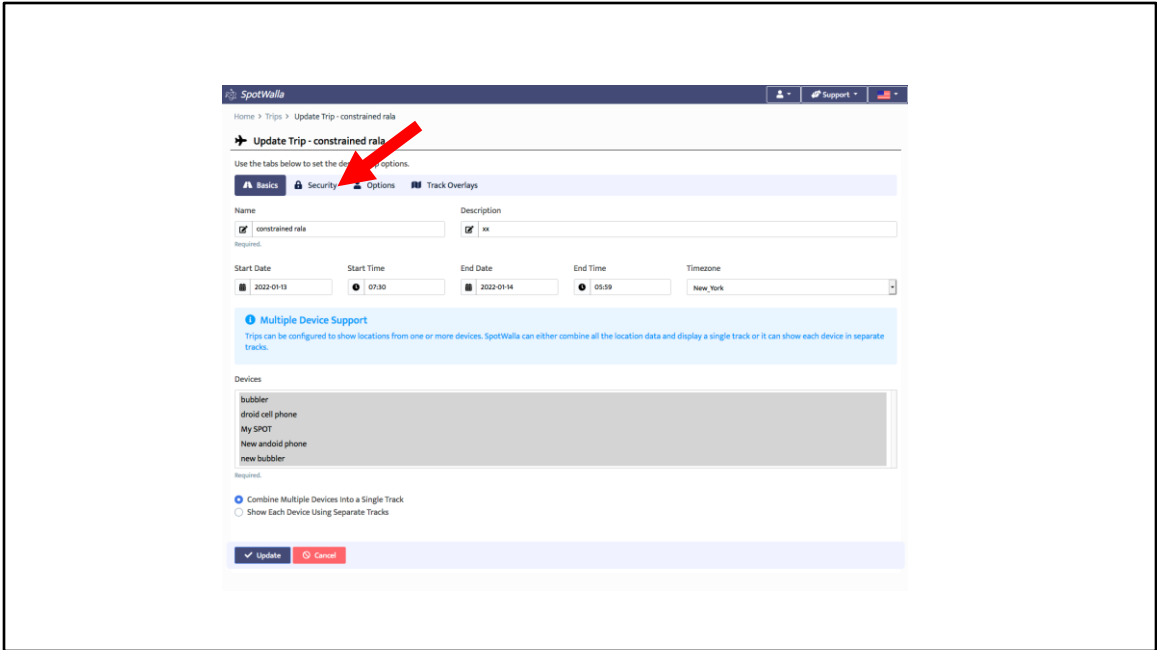 SpotWalla
Support
Home > Trips > Update Trip - constrained rala
Update Trip - constrained rala
Use the tabs below to set the options.
Basics Security Options Track Overlays
Name Description
constrained rala xx
Required.
Start Date Start Time End Date End Time Timezone
2022-01-13 07:30 2022-01-14 05:59 New_York
Multiple Device Support
Trips can be configured to show locations from one or more devices. SpotWalla can either combine all the location data and display a single track or it can show each device in separate
tracks.
Devices
bubbler
droid cell phone
My SPOT
New andoid phone
new bubbler
Required.
Combine Multiple Devices Into a Single Track
Show Each Device Using Separate Tracks
Update Cancel